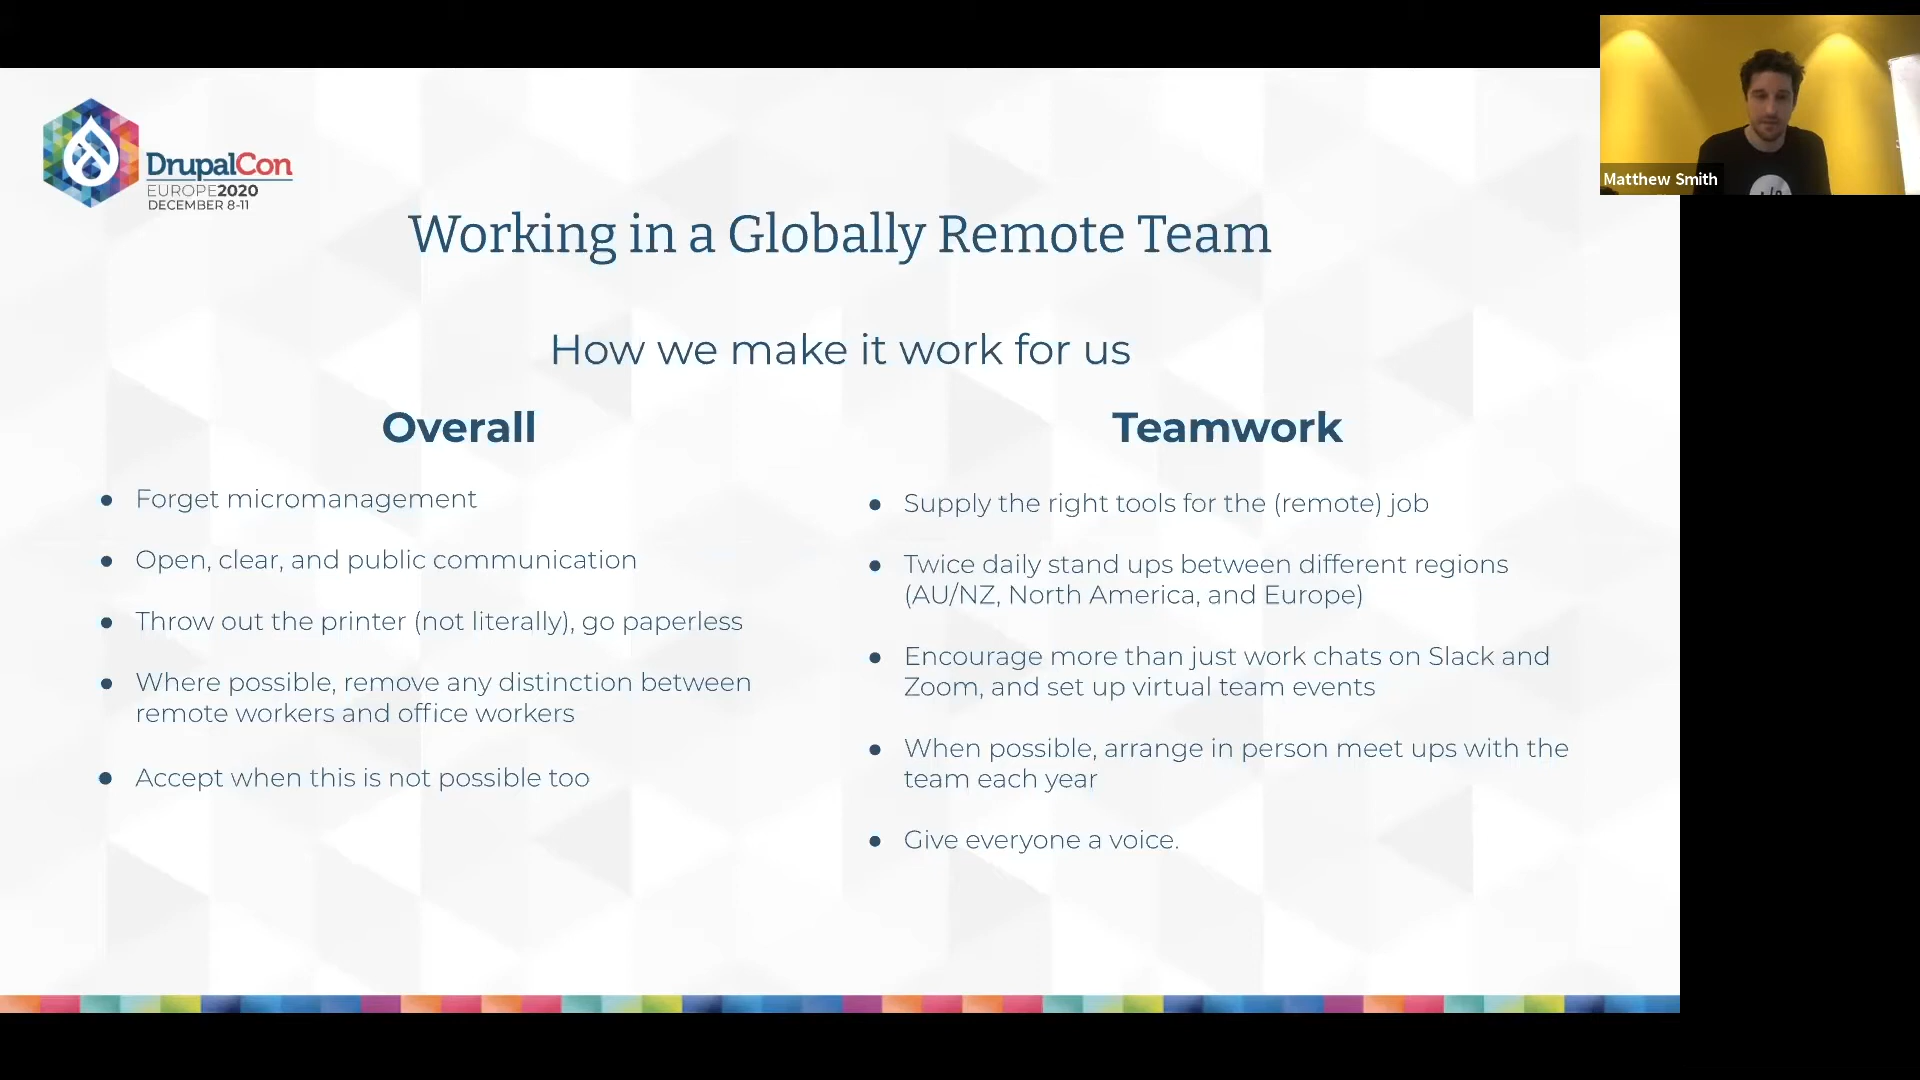 DrupalCon
EUROPE2020
DECEMBER 8-11
Matthew Smith
Working in a Globally Remote Team
How we make it work for us
Overall
● Forget micromanagement
● Open, clear, and public communication
● Throw out the printer (not literally), go paperless
● Where possible, remove any distinction between
remote workers and office workers
● Accept when this is not possible too
Teamwork
● Supply the right tools for the (remote) job
● Twice daily stand ups between different regions
(AU/NZ, North America, and Europe)
● Encourage more than just work chats on Slack and
Zoom, and set up virtual team events
● When possible, arrange in person meet ups with the
team each year
● Give everyone a voice.